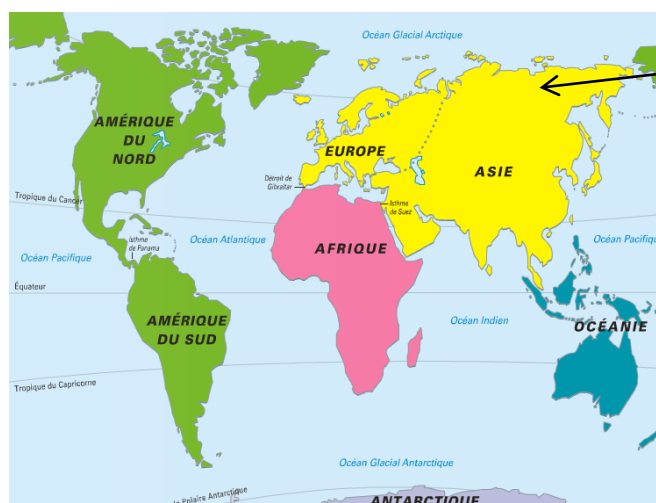 Océan Glacial Arctique
AMÉRIQUE
DU
NORD
EUROPE
ASIE
Détroit de
Gibraltar
Isthme
de Suez
Tropique du Cancer
Océan Atlantique
Isthme
de Panama
Océan Pacifique
AFRIQUE
Océan Pacifiq
Équateur
AMÉRIQUE
DU SUD
Océan Indien
OCÉANIE
Tropique du Capricorne
Océan Glacial Antarctique
Polaire Antarctique
ANTARCTIQUE